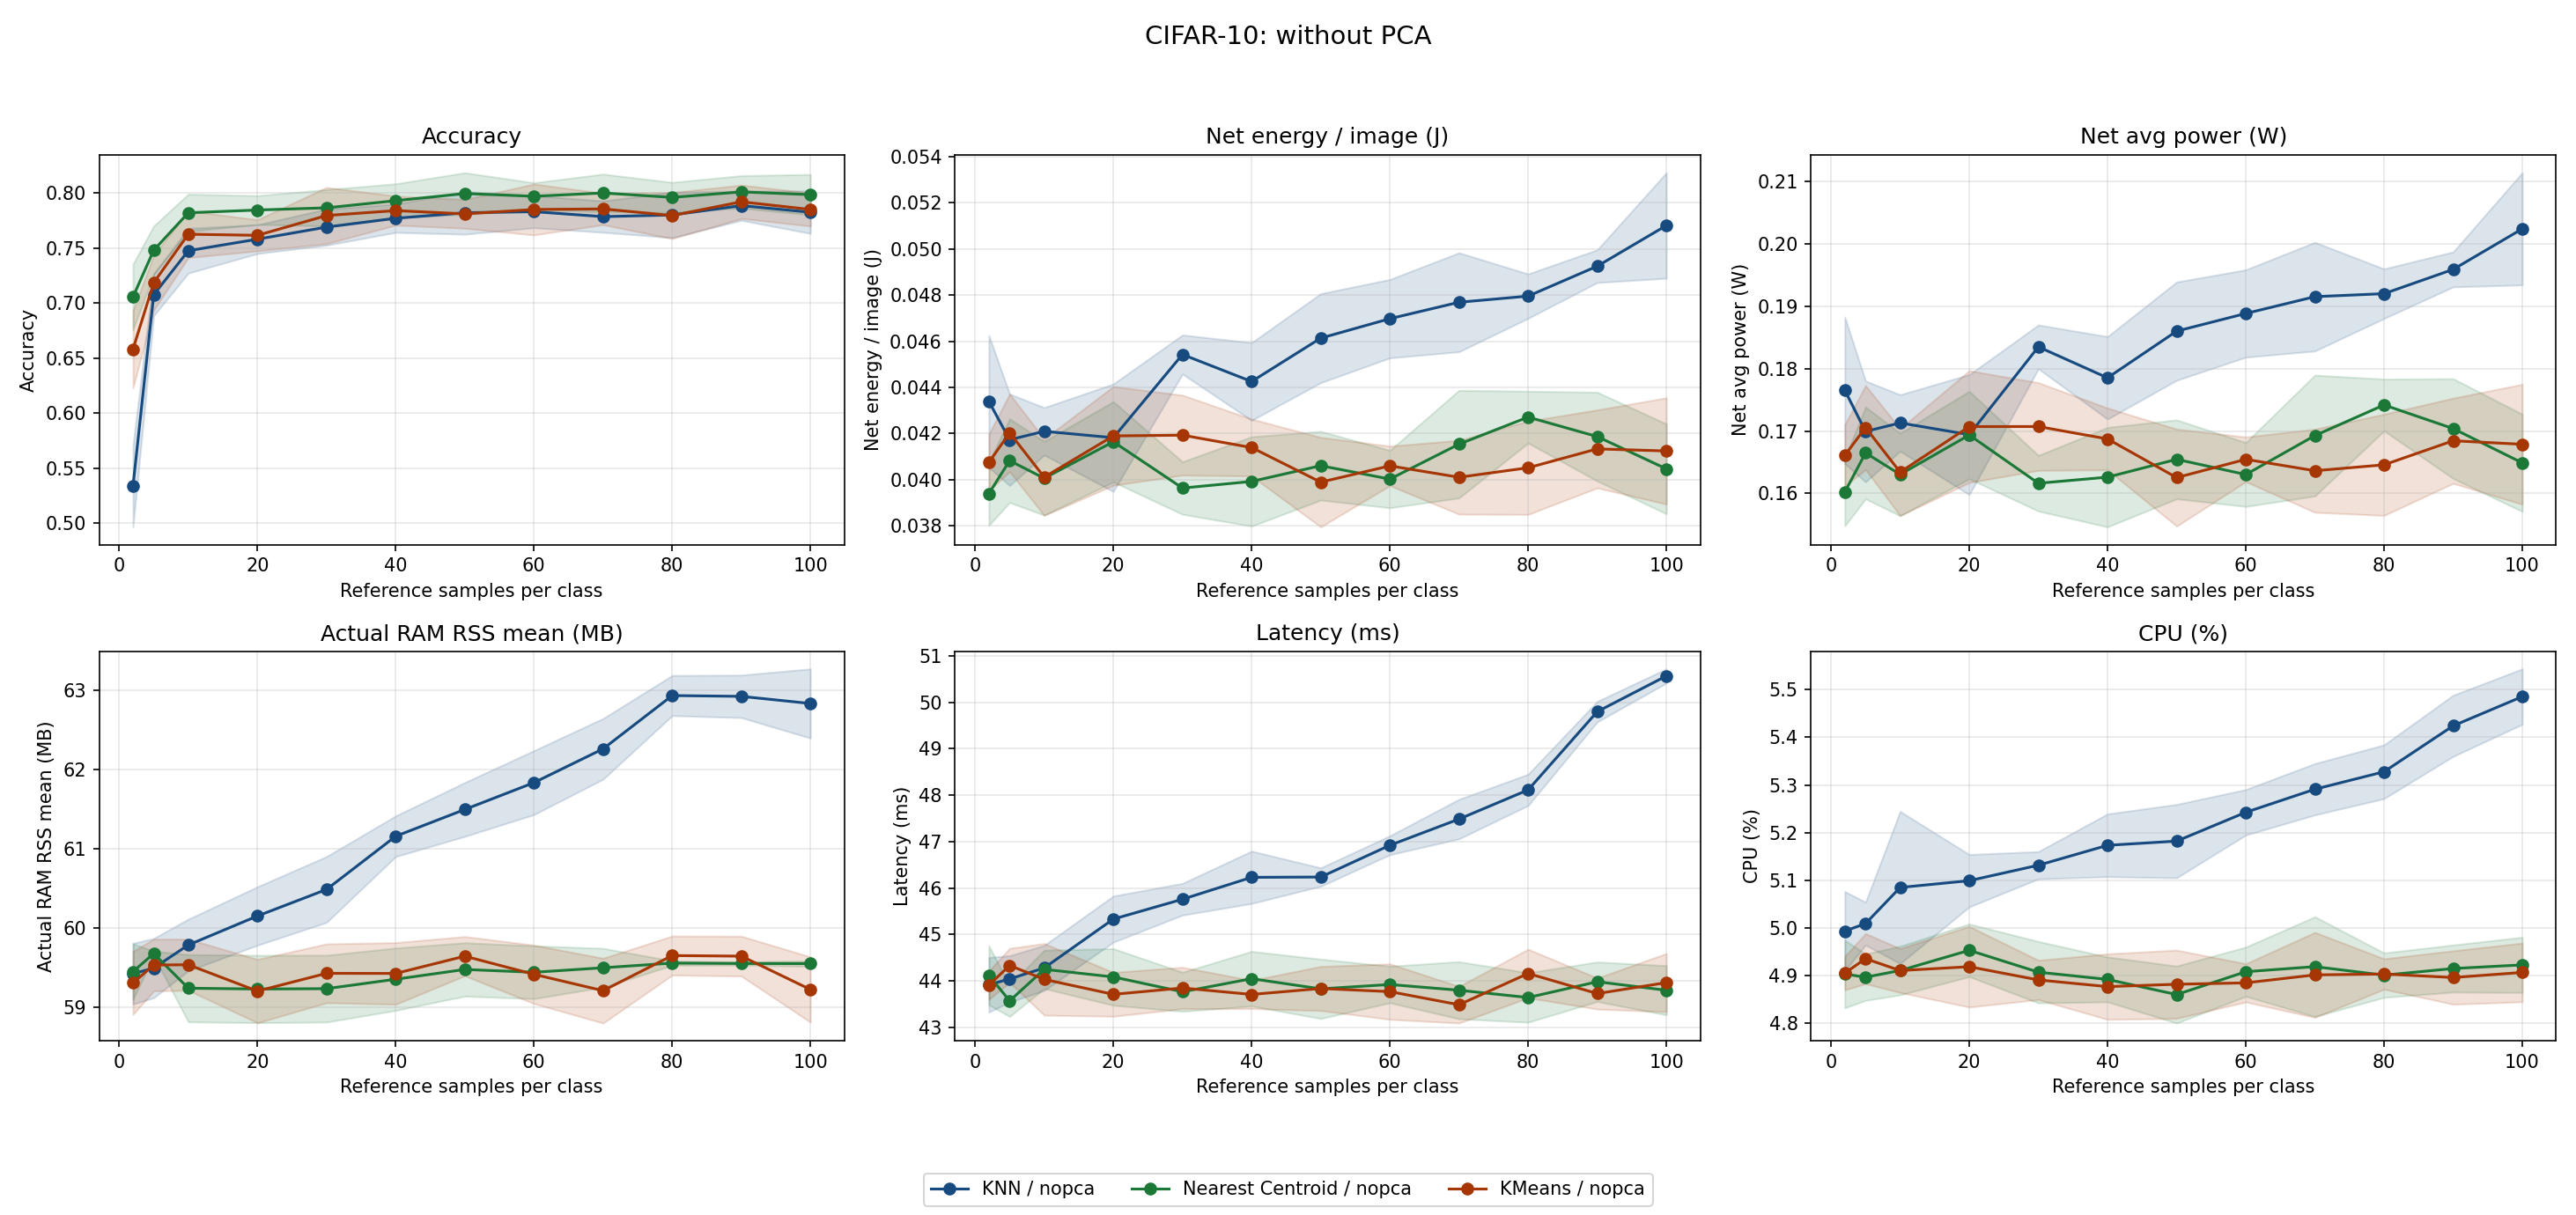 CIFAR-10: without PCA
Accuracy
Accuracy
0.80
0.75
0.70
0.65
0.60
0.55
0.50
0 20 40 60 80 100
Reference samples per class
Net energy / image (J)
Net energy / image (J)
0.054
0.052
0.050
0.048
0.046
0.044
0.042
0.040
0.038
0 20 40 60 80 100
Reference samples per class
Net avg power (W)
Net avg power (W)
0.21
0.20
0.19
0.18
0.17
0.16
0 20 40 60 80 100
Reference samples per class
Actual RAM RSS mean (MB)
Actual RAM RSS mean (MB)
63
62
61
60
59
0 20 40 60 80 100
Reference samples per class
Latency (ms)
Latency (ms)
51
50
49
48
47
46
45
44
43
0 20 40 60 80 100
Reference samples per class
CPU (%)
CPU (%)
5.5
5.4
5.3
5.2
5.1
5.0
4.9
4.8
0 20 40 60 80 100
Reference samples per class
KNN / nopca Nearest Centroid / nopca KMeans / nopca